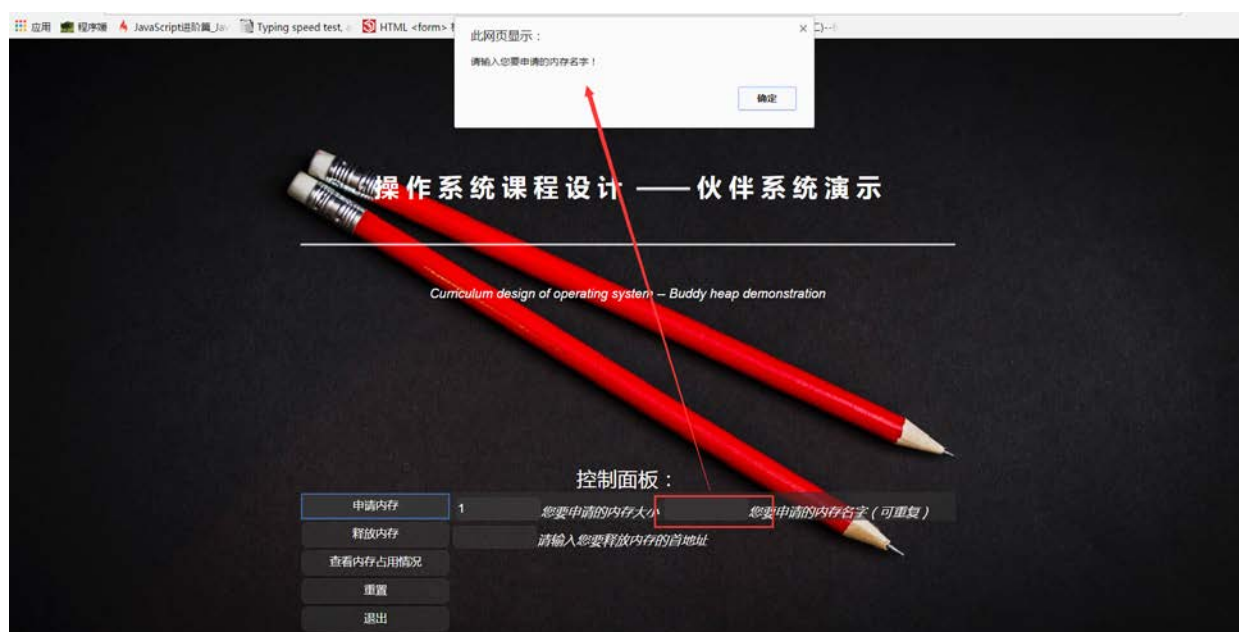 应用 程序媛 JavaScript进阶篇_Jav Typing speed test, HTML <form>
此网页显示：
×
请输入您要申请的内存名字！
确定
操作系统课程设计 —— 伙伴系统演示
Curriculum design of operating system -- Buddy heap demonstration
控制面板：
申请内存 1 您要申请的内存大小 您要申请的内存名字（可重复）
释放内存 请输入您要释放内存的首地址
查看内存占用情况
重置
退出